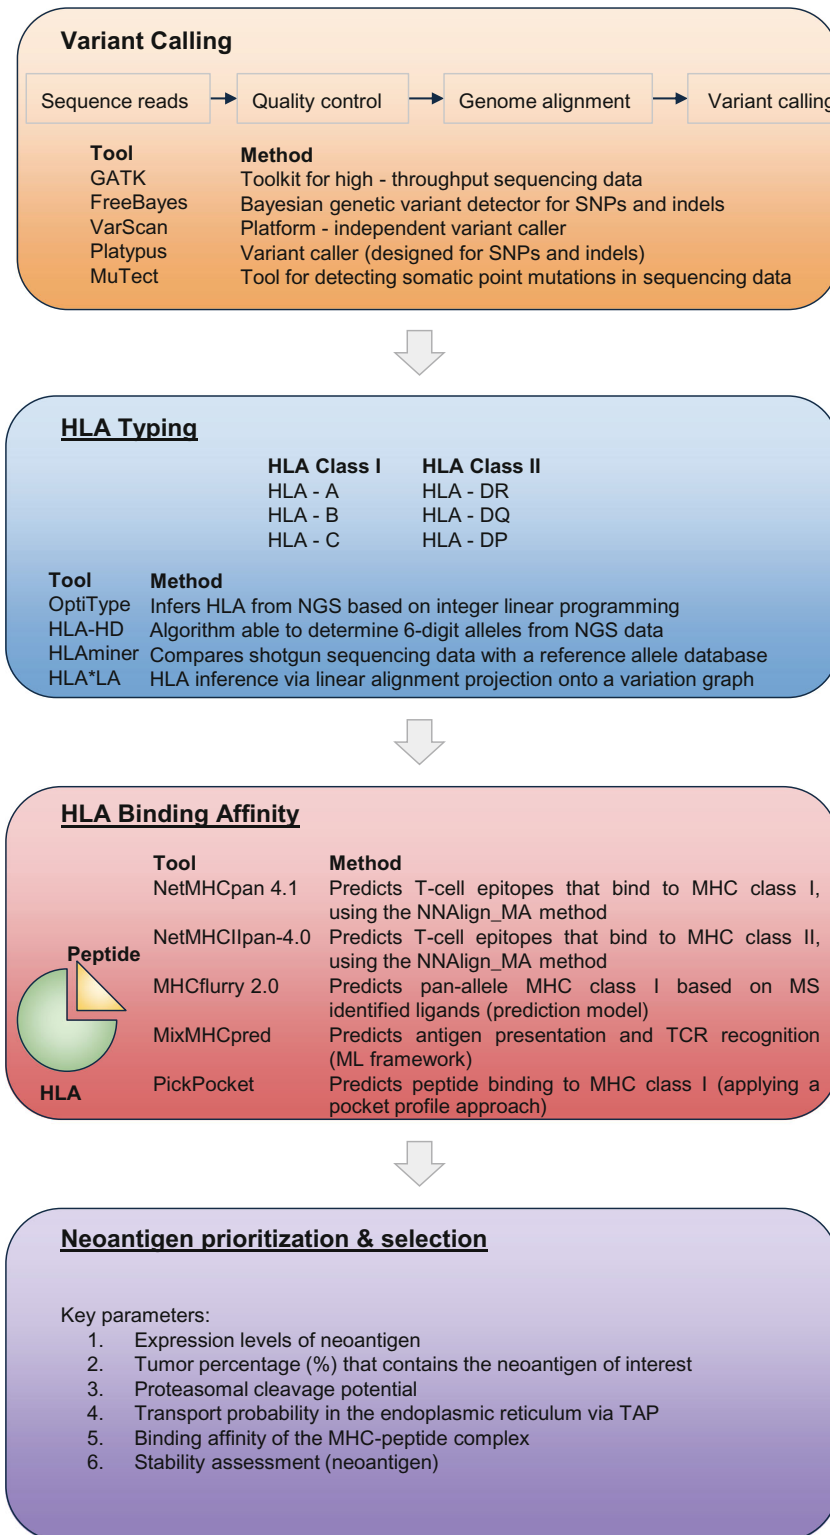 Variant Calling
Sequence reads
Quality control
Genome alignment
Variant calling
Tool Method
GATK Toolkit for high - throughput sequencing data
FreeBayes Bayesian genetic variant detector for SNPs and indels
VarScan Platform - independent variant caller
Platypus Variant caller (designed for SNPs and indels)
MuTect Tool for detecting somatic point mutations in sequencing data
HLA Typing
HLA Class I HLA Class II
HLA - A HLA - DR
HLA - B HLA - DQ
HLA - C HLA - DP
Tool Method
OptiType Infers HLA from NGS based on integer linear programming
HLA-HD Algorithm able to determine 6-digit alleles from NGS data
HLAminer Compares shotgun sequencing data with a reference allele database
HLA*LA HLA inference via linear alignment projection onto a variation graph
HLA Binding Affinity
Peptide
HLA
Tool Method
NetMHCpan 4.1 Predicts T-cell epitopes that bind to MHC class I,
using the NNAlign_MA method
NetMHCIIpan-4.0 Predicts T-cell epitopes that bind to MHC class II,
using the NNAlign_MA method
MHCflurry 2.0 Predicts pan-allele MHC class I based on MS
identified ligands (prediction model)
MixMHCpred Predicts antigen presentation and TCR recognition
(ML framework)
PickPocket Predicts peptide binding to MHC class I (applying a
pocket profile approach)
Neoantigen prioritization & selection
Key parameters:
1. Expression levels of neoantigen
2. Tumor percentage (%) that contains the neoantigen of interest
3. Proteasomal cleavage potential
4. Transport probability in the endoplasmic reticulum via TAP
5. Binding affinity of the MHC-peptide complex
6. Stability assessment (neoantigen)